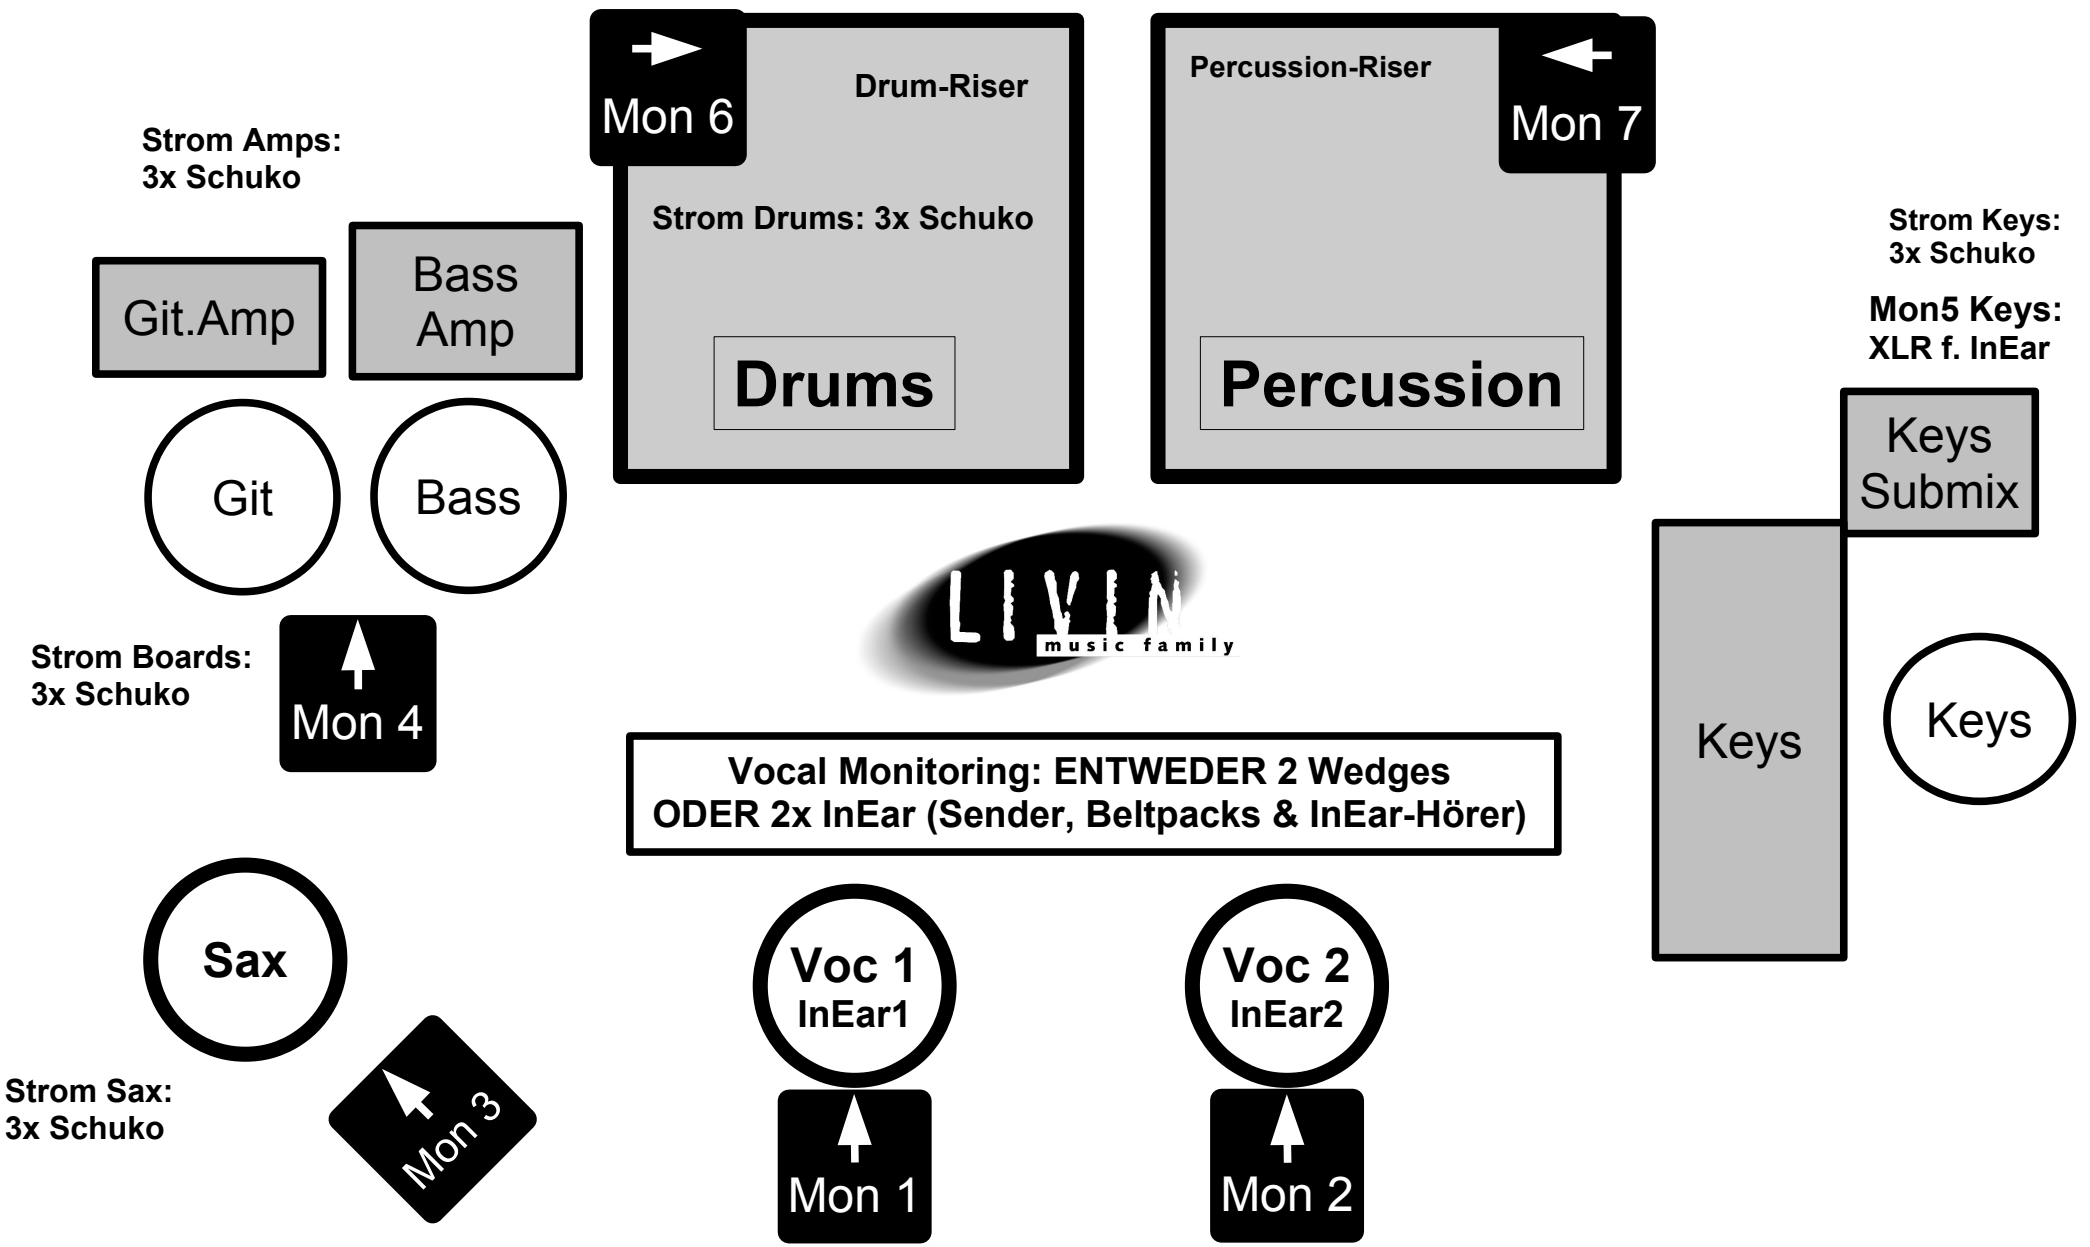 Mon 6
Drum-Riser
Strom Drums: 3x Schuko
Drums
Percussion-Riser
Mon 7
Percussion
Strom Amps:
3x Schuko
Git.Amp
Bass
Amp
Git
Bass
Strom Boards:
3x Schuko
Mon 4
Strom Keys:
3x Schuko
Mon5 Keys:
XLR f. InEar
Keys
Submix
Keys
Keys
LIVIN
music family
Vocal Monitoring: ENTWEDER 2 Wedges
ODER 2x InEar (Sender, Beltpacks & InEar-Hörer)
Sax
Strom Sax:
3x Schuko
Mon 3
Voc 1
InEar1
Mon 1
Voc 2
InEar2
Mon 2